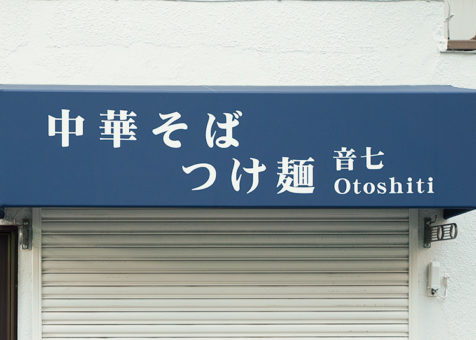 中華そば
つけ麺
音七
Otoshiti